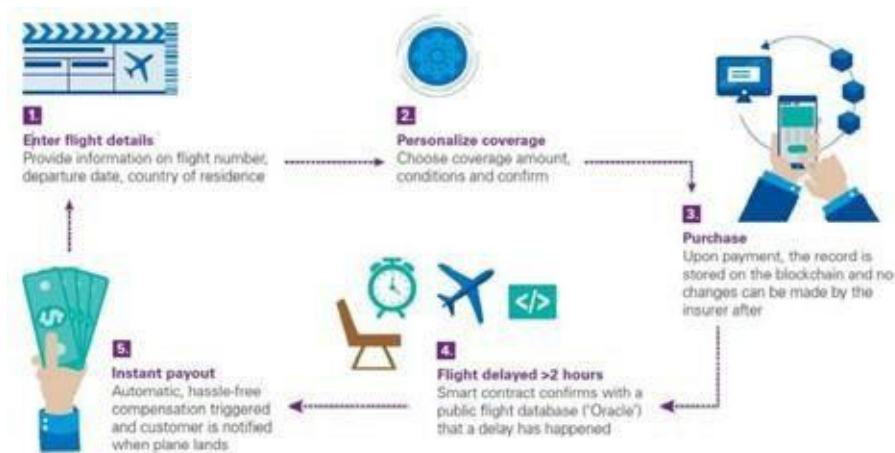 1.
Enter flight details
Provide information on flight number,
departure date, country of residence
2.
Personalize coverage
Choose coverage amount,
conditions and confirm
3.
Purchase
Upon payment, the record is
stored on the blockchain and no
changes can be made by the
insurer after
</>
4.
Flight delayed >2 hours
Smart contract confirms with a
public flight database ('Oracle')
that a delay has happened
$
5.
Instant payout
Automatic, hassle-free
compensation triggered
and customer is notified
when plane lands